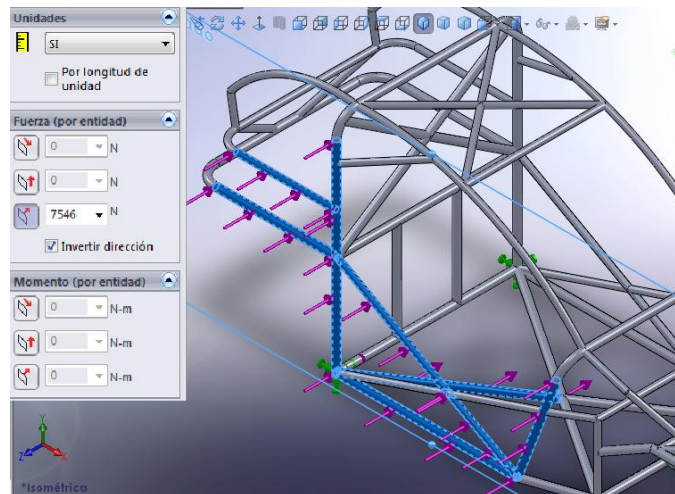 Unidades
SI
Por longitud de
unidad
Fuerza (por entidad)
0 N
0 N
7546 N
Invertir dirección
Momento (por entidad)
0 N-m
0 N-m
0 N-m
Y
Z X
*Isométrica